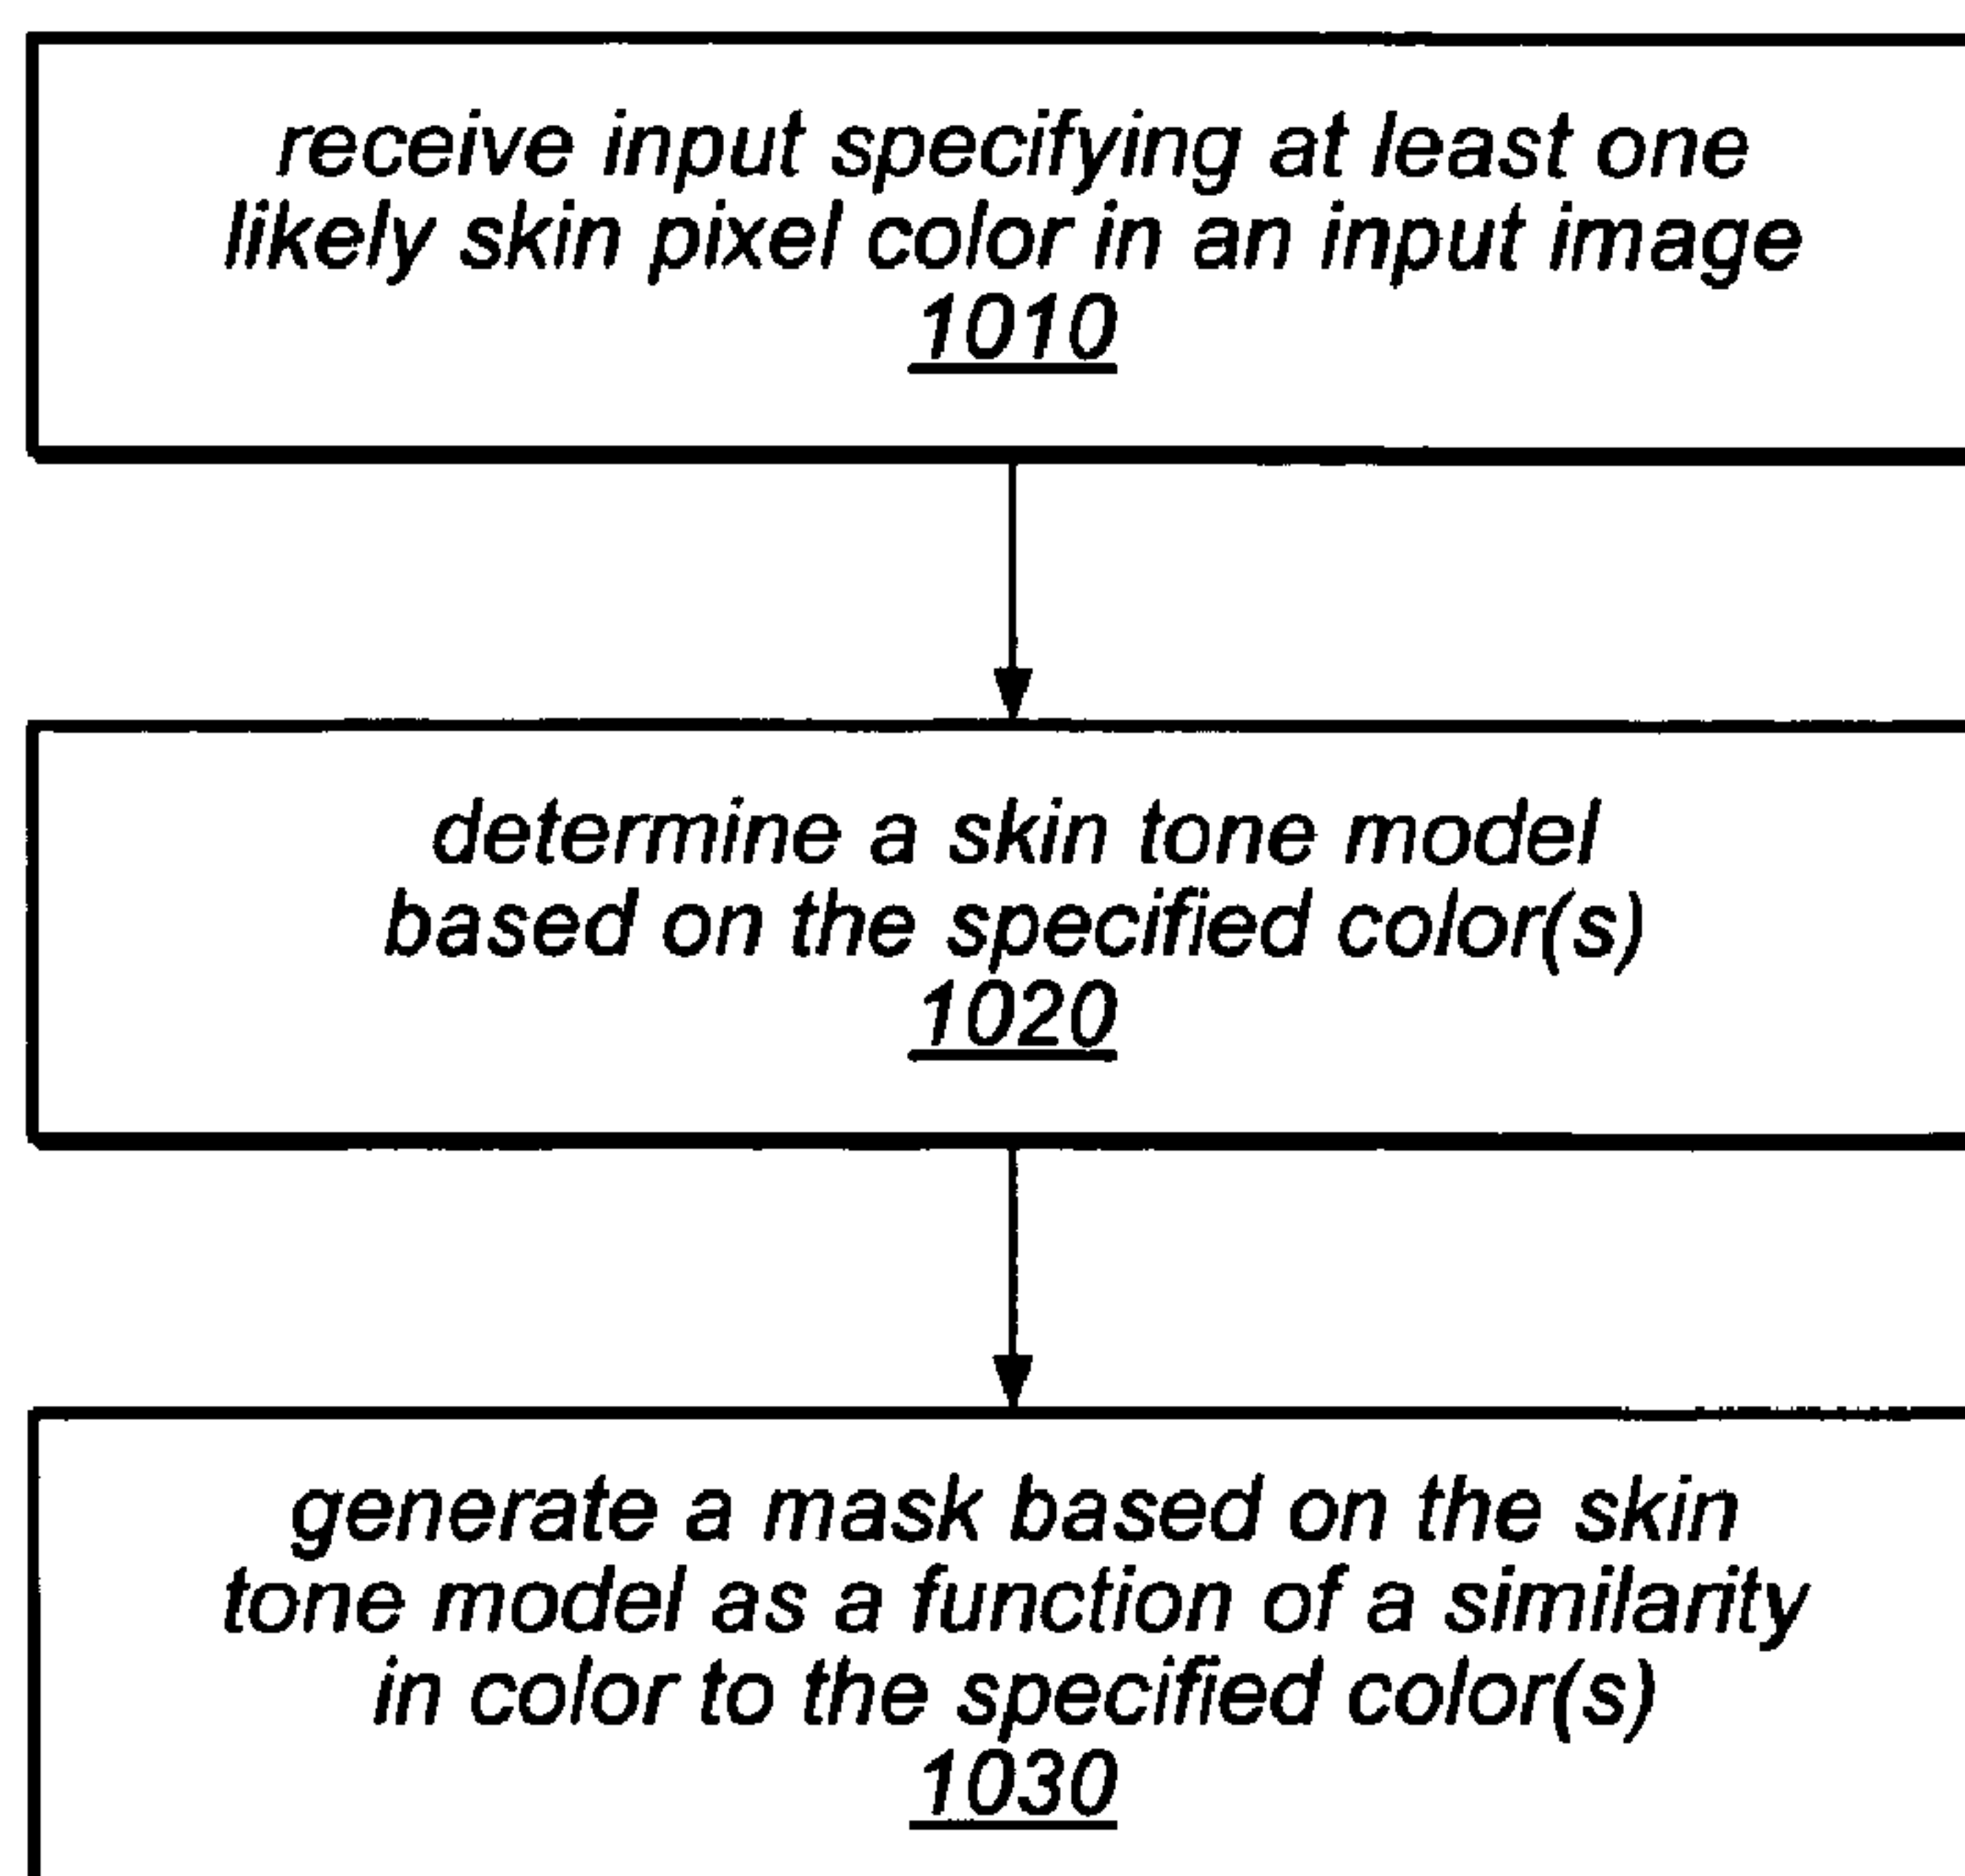 receive input specifying at least one
likely skin pixel color in an input image
1010
determine a skin tone model
based on the specified color(s)
1020
generate a mask based on the skin
tone model as a function of a similarity
in color to the specified color(s)
1030